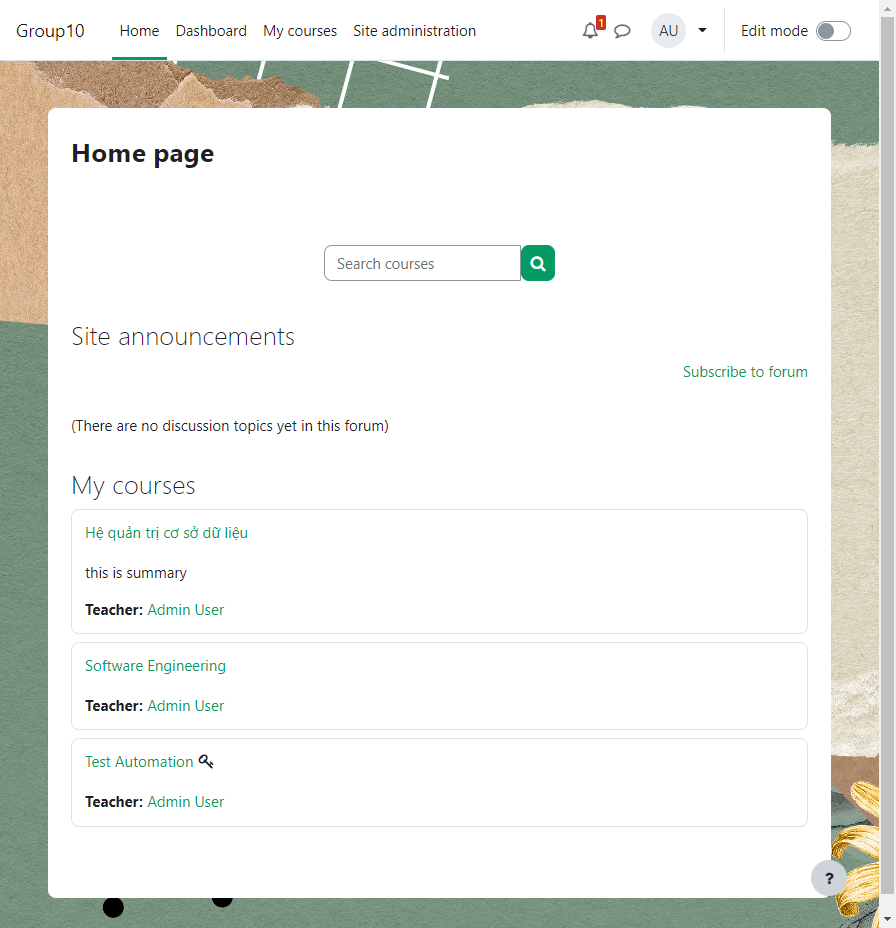 Group10 Home Dashboard My courses Site administration 1 AU Edit mode
Home page
Search courses
Site announcements
Subscribe to forum
(There are no discussion topics yet in this forum)
My courses
Hệ quản trị cơ sở dữ liệu
this is summary
Teacher: Admin User
Software Engineering
Teacher: Admin User
Test Automation
Teacher: Admin User
?